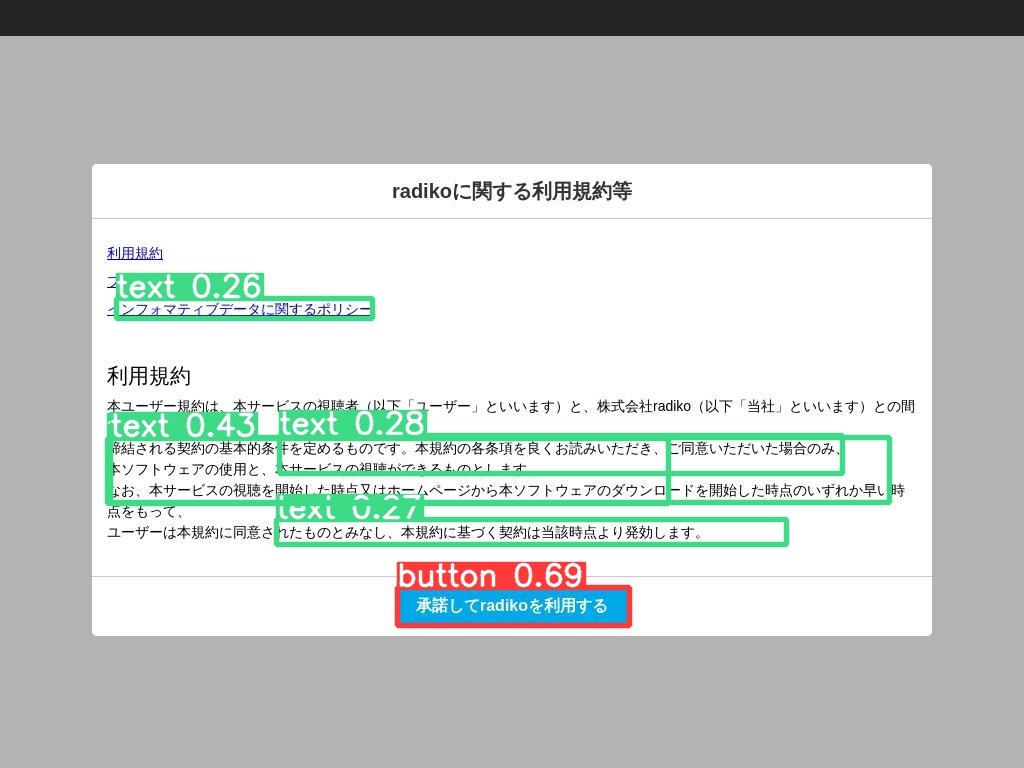 radikoに関する利用規約等
利用規約
text 0.26
ンフォマティブデータに関するポリシー
利用規約
本ユーザー規約は、本サービスの視聴者（以下「ユーザー」といいます）と、株式会社radiko（以下「当社」といいます）との間
text 0.43
text 0.28
締結される契約の基本的条件を定めるものです。本規約の各条項を良くお読みいただき、ご同意いただいた場合のみ、
本ソフトウェアの使用と、本サービスの視聴ができるものとします。
なお、本サービスの視聴を開始した時点又はホームページから本ソフトウェアのダウンロードを開始した時点のいずれか早い時
点をもって、
text 0.27
ユーザーは本規約に同意されたものとみなし、本規約に基づく契約は当該時点より発効します。
button 0.69
承諾してradikoを利用する